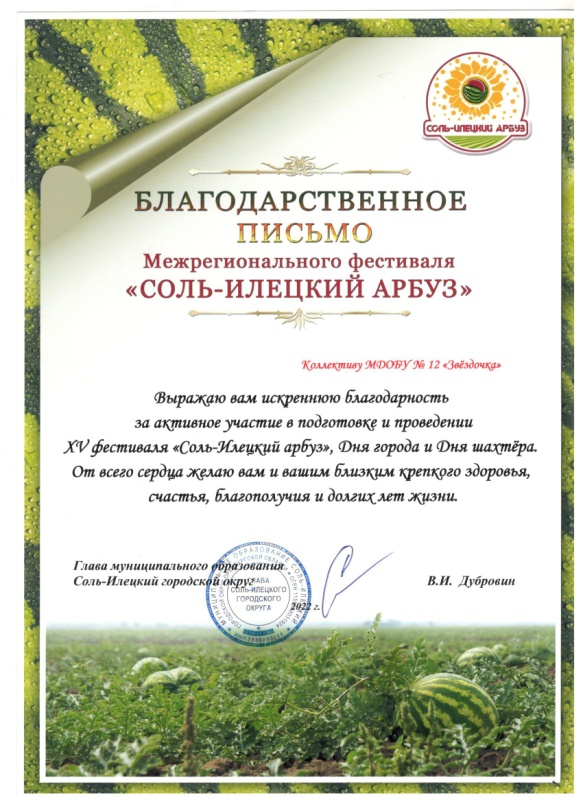 СОЛЬ-ИЛЕЦКИЙ АРБУЗ
БЛАГОДАРСТВЕННОЕ
ПИСЬМО
Межрегионального фестиваля
«СОЛЬ-ИЛЕЦКИЙ АРБУЗ»
Коллективу МДОБУ № 12 «Звёздочка»
Выражаю вам искреннюю благодарность
за активное участие в подготовке и проведении
XV фестиваля «Соль-Илецкий арбуз», Дня города и Дня шахтёра.
От всего сердца желаю вам и вашим близким крепкого здоровья,
счастья, благополучия и долгих лет жизни.
Глава муниципального образования
Соль-Илецкий городской округ
В.И. Дубровин
ГЛАВА
СОЛЬ-ИЛЕЦКОГО
ГОРОДСКОГО
ОКРУГА
2022 г.